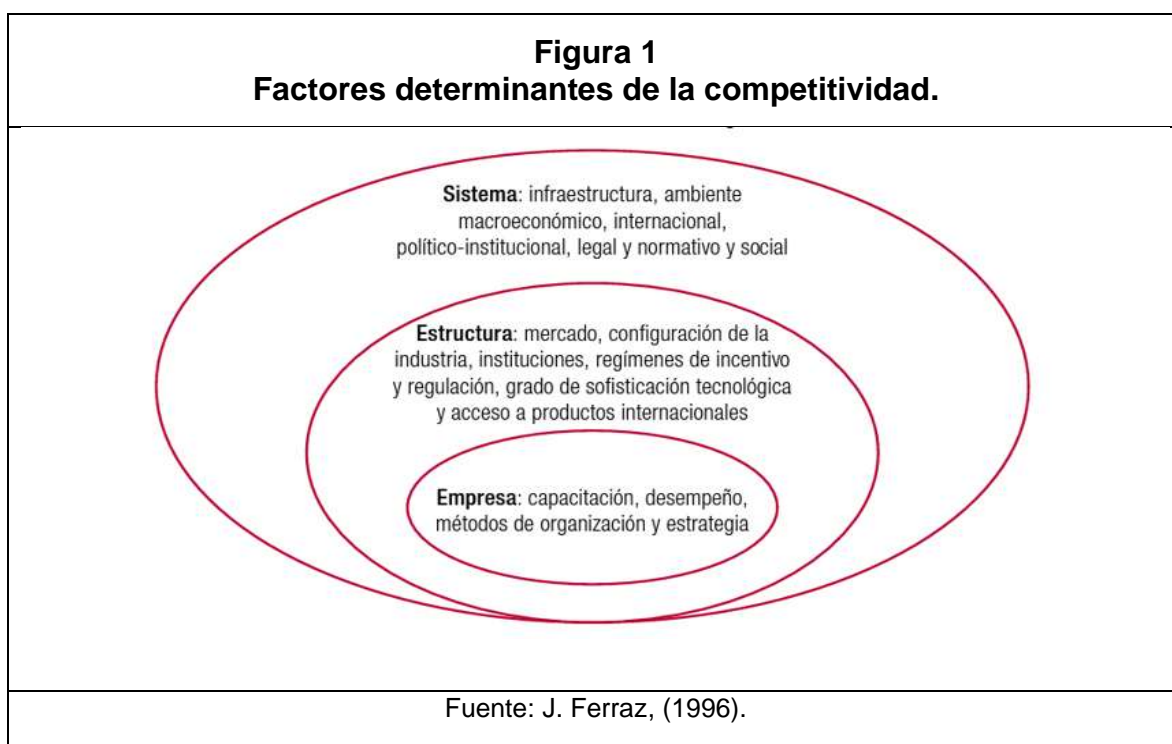 Figura 1
Factores determinantes de la competitividad.
Sistema: infraestructura, ambiente
macroeconómico, internacional,
político-institucional, legal y normativo y social
Estructura: mercado, configuración de la
industria, instituciones, regímenes de incentivo
y regulación, grado de sofisticación tecnológica
y acceso a productos internacionales
Empresa: capacitación, desempeño,
métodos de organización y estrategia
Fuente: J. Ferraz, (1996).